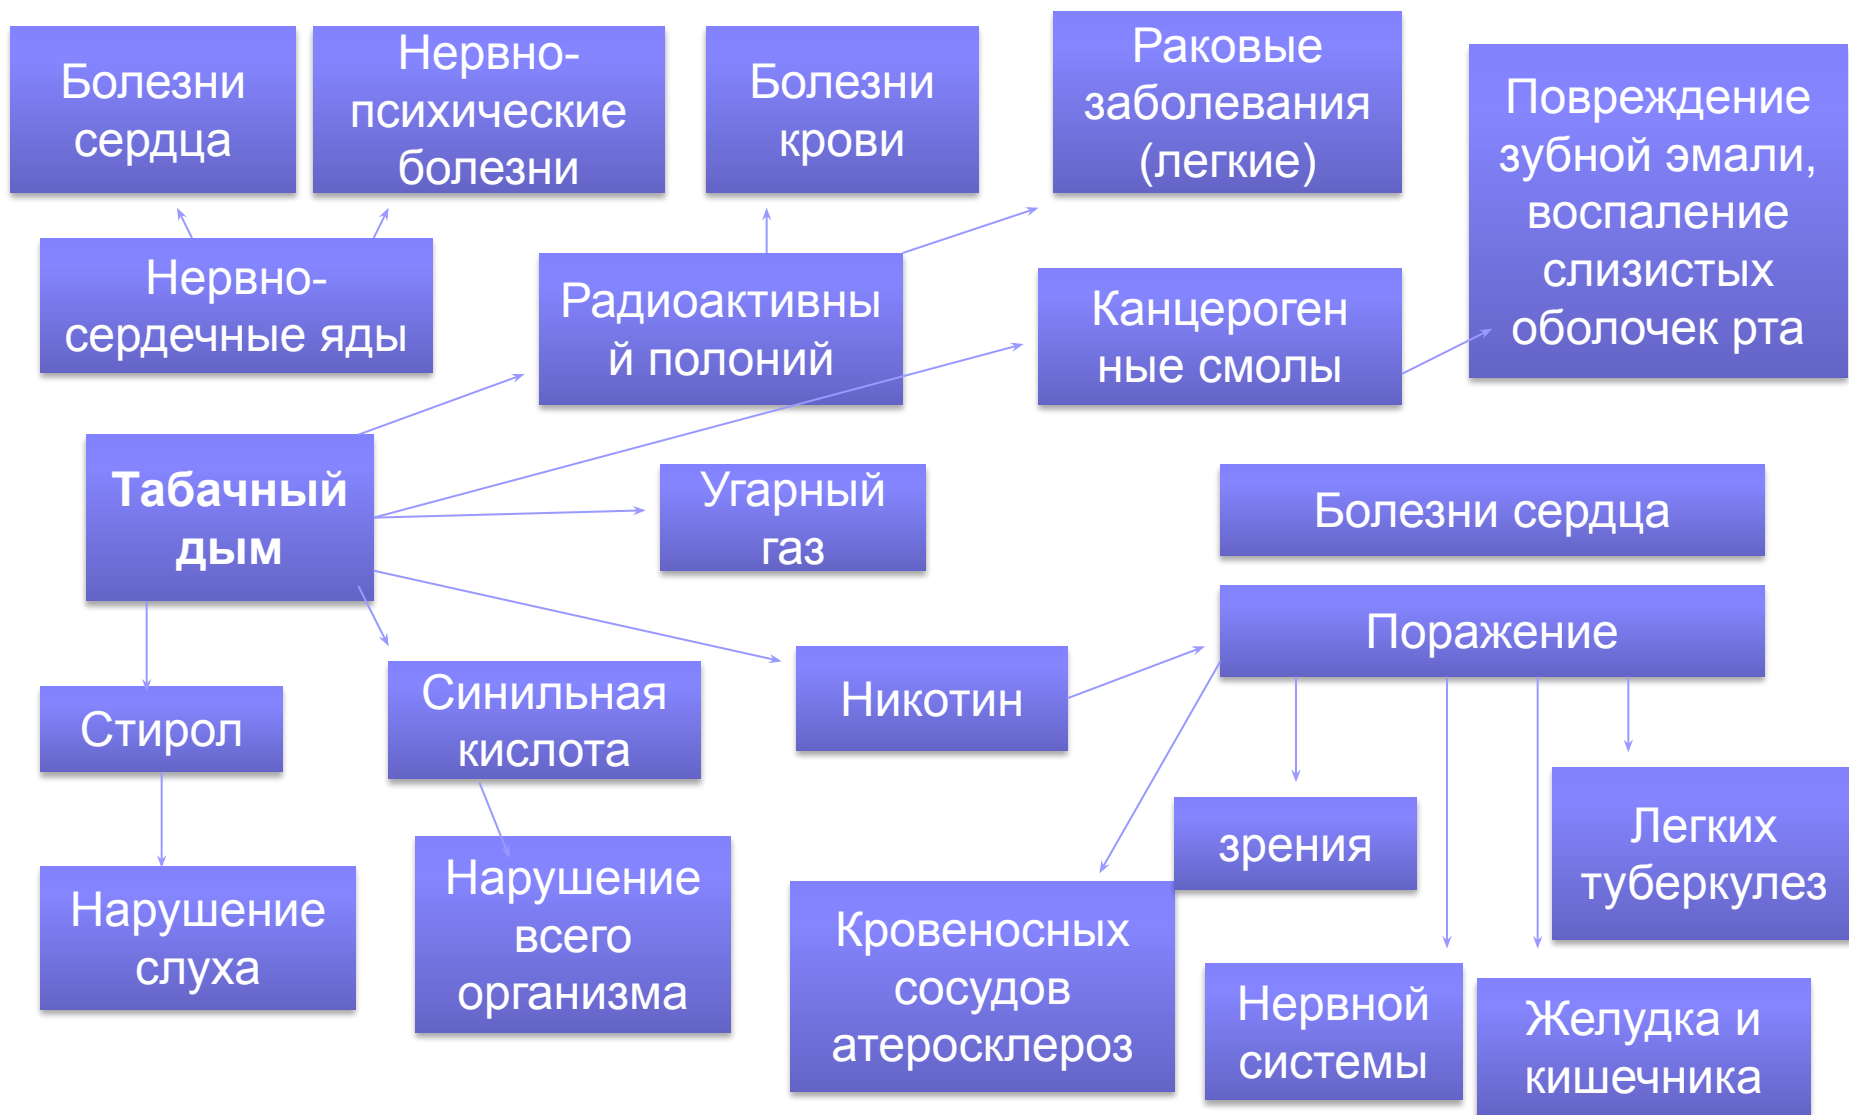 Болезни
сердца
Нервно-
психические
болезни
Болезни
крови
Раковые
заболевания
(легкие)
Повреждение
зубной эмали,
воспаление
слизистых
оболочек рта
Нервно-
сердечные яды
Радиоактивны
й полоний
Канцероген
ные смолы
Табачный
дым
Угарный
газ
Болезни сердца
Поражение
Никотин
Синильная
кислота
Стирол
зрения
Легких
туберкулез
Нарушение
слуха
Нарушение
всего
организма
Кровеносных
сосудов
атеросклероз
Нервной
системы
Желудка и
кишечника